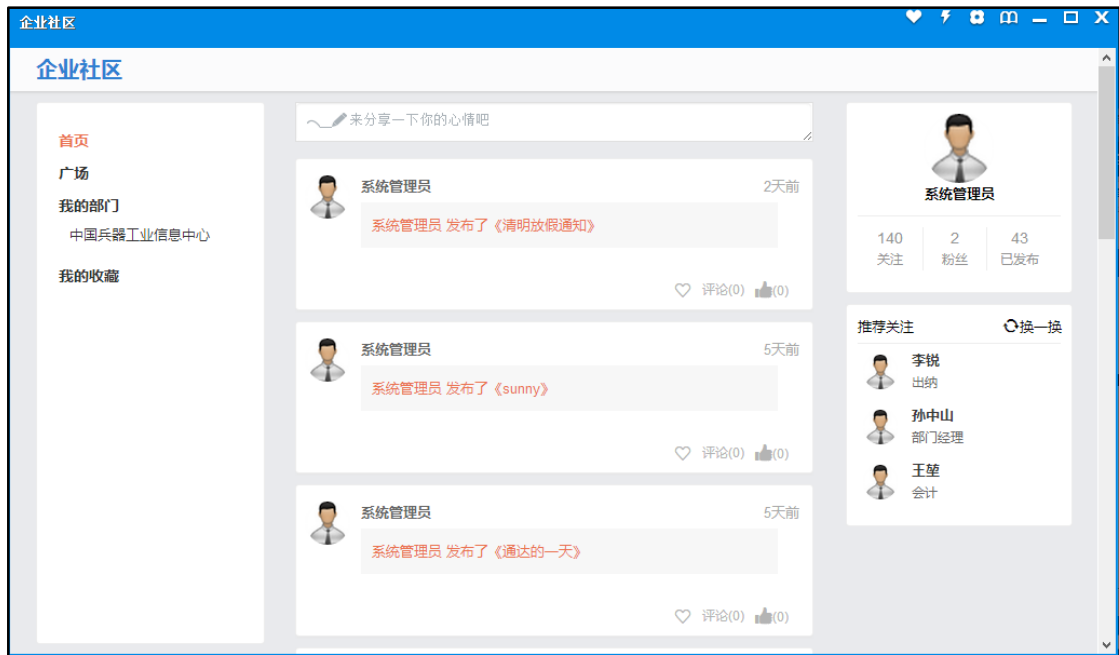 企业社区
企业社区
首页
广场
我的部门
中国兵器工业信息中心
我的收藏
来分享一下你的心情吧
系统管理员 2天前
系统管理员 发布了《清明放假通知》
评论(0) (0)
系统管理员 5天前
系统管理员 发布了《sunny》
评论(0) (0)
系统管理员 5天前
系统管理员 发布了《通达的一天》
评论(0) (0)
系统管理员
140 2 43
关注 粉丝 已发布
推荐关注 换一换
李锐
出纳
孙中山
部门经理
王堃
会计